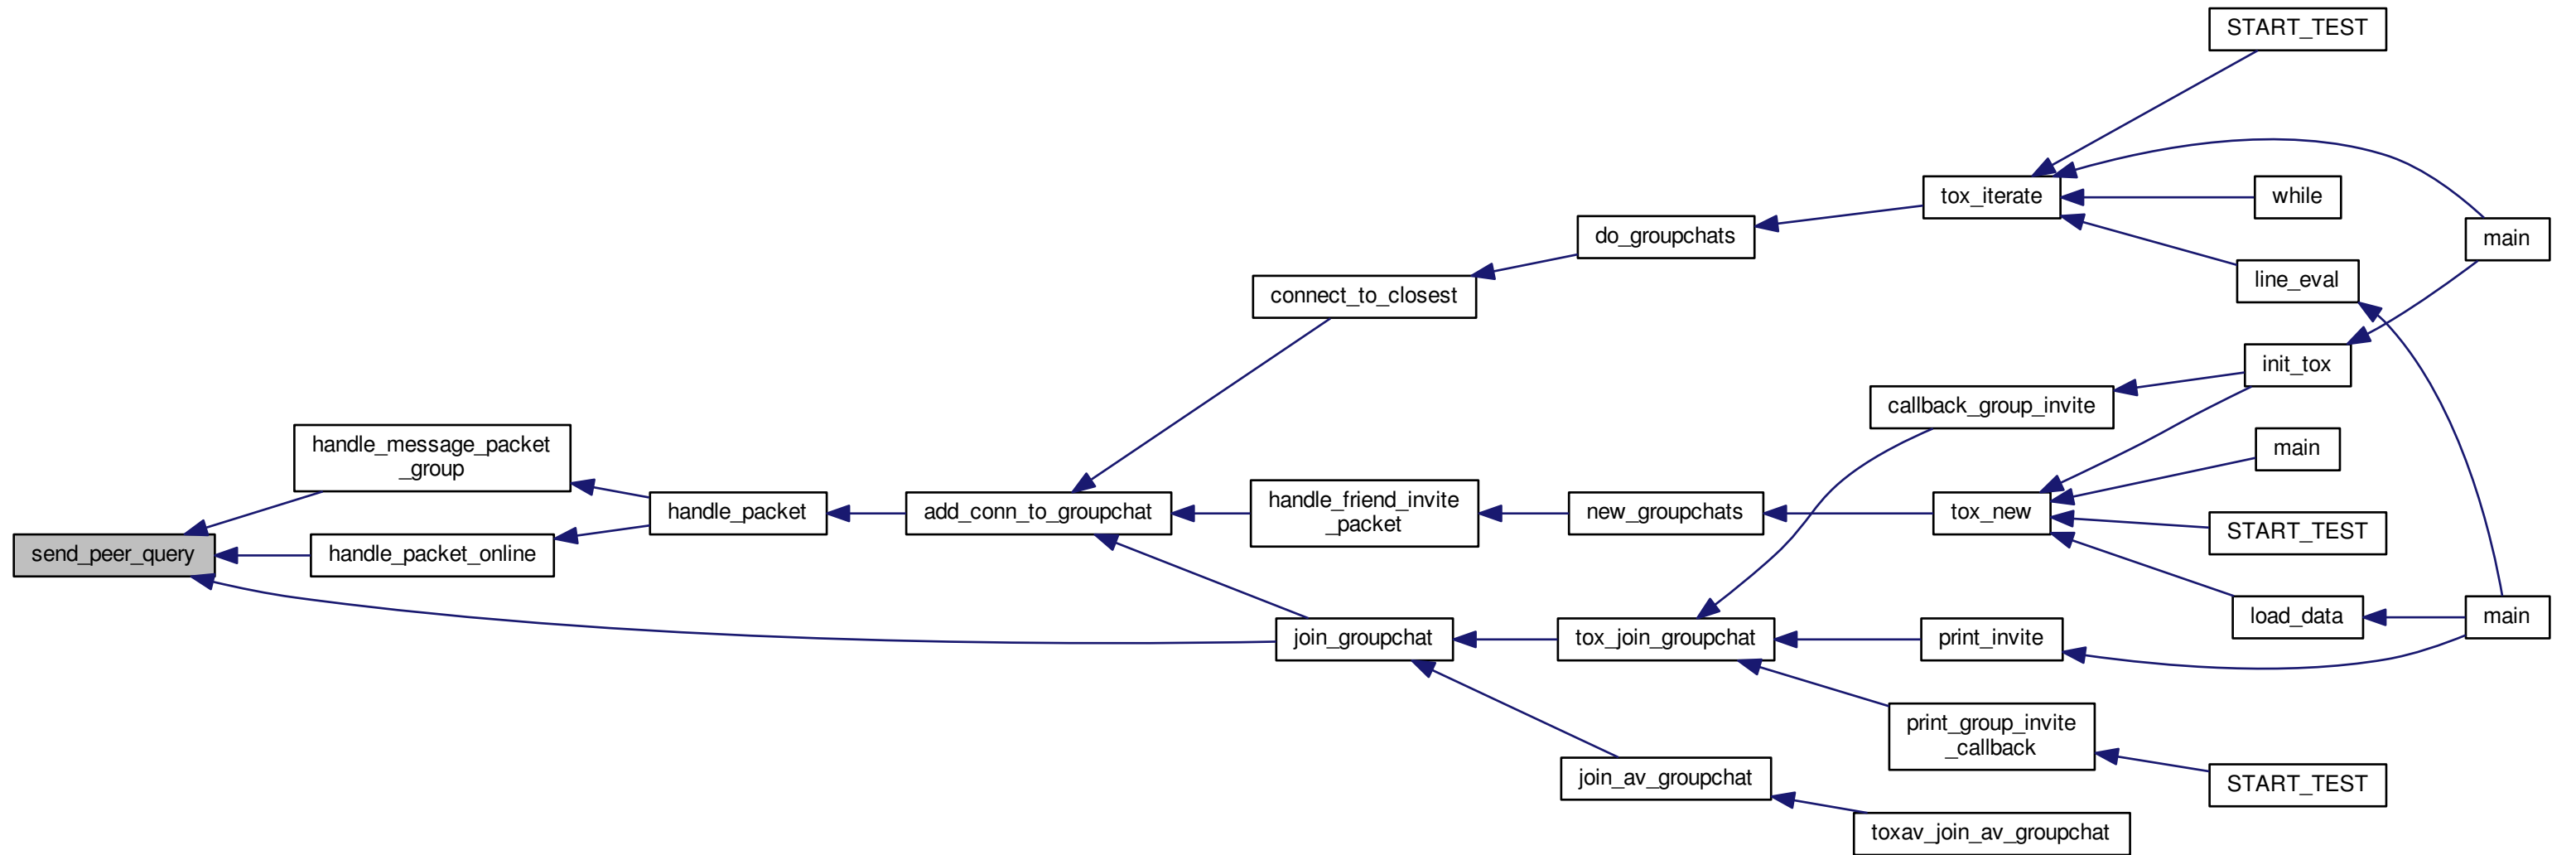 START_TEST
tox_iterate
while
do_groupchats
main
connect_to_closest
line_eval
init_tox
callback_group_invite
handle_message_packet
_group
main
handle_packet
add_conn_to_groupchat
handle_friend_invite
_packet
new_groupchats
tox_new
START_TEST
send_peer_query
handle_packet_online
load_data
main
join_groupchat
tox_join_groupchat
print_invite
print_group_invite
_callback
join_av_groupchat
START_TEST
toxav_join_av_groupchat